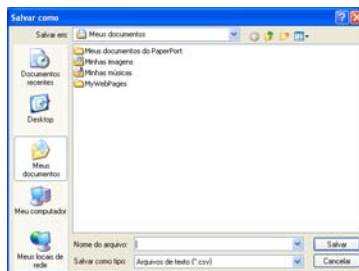 Salvar como
Salvar em: Meus documentos
Meus documentos do PaperPort
Minhas imagens
Minhas músicas
MyWebPages
Documentos recentes
Desktop
Meus documentos
Meu computador
Meus locais de rede
Nome do arquivo:
Salvar
Salvar como tipo: Arquivos de texto (*.csv)
Cancelar